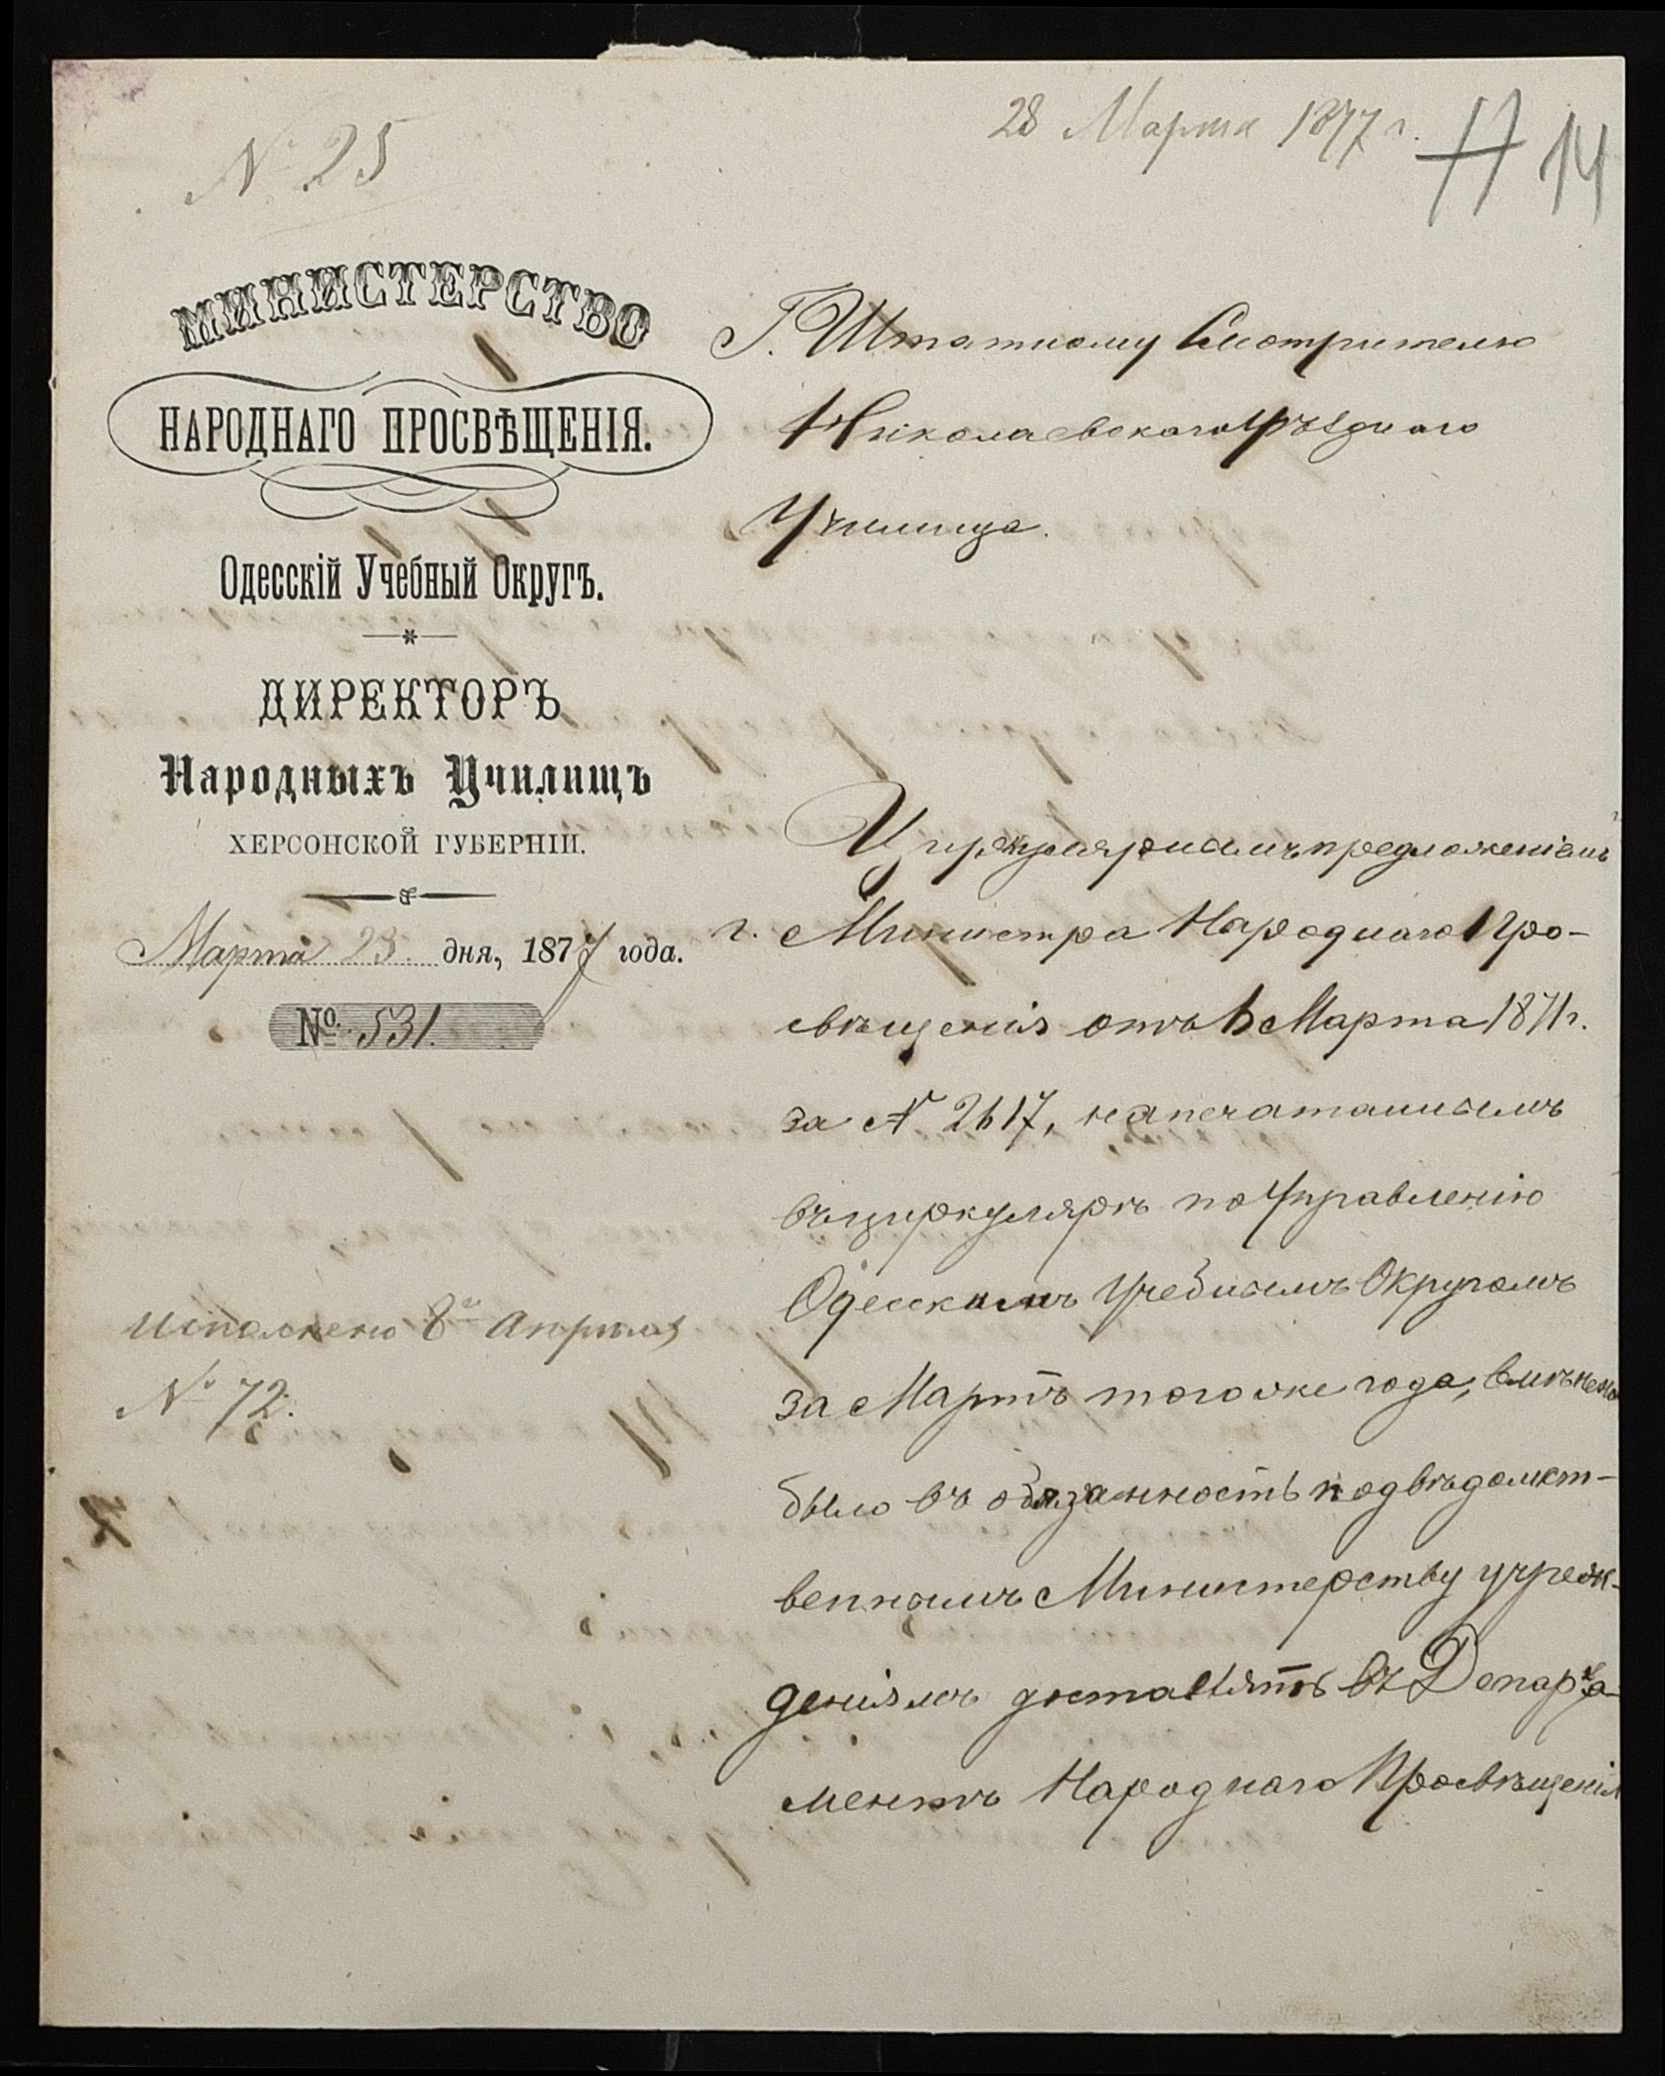 № 25
28 Марта 1877 г.
14
МИНИСТЕРСТВО
НАРОДНАГО ПРОСВѢЩЕНІЯ.
Одесскій Учебный Округъ.
ДИРЕКТОРЪ
Народныхъ Училищъ
ХЕРСОНСКОЙ ГУБЕРНІИ.
Марта 23 дня, 1877 года.
№ 531.
Исполнено 8го Апрѣля
№ 72.
Г. Штатному Смотрителю
Николаевскаго Уѣзднаго
Училища.
Циркулярнымъ предложеніемъ
г. Министра Народнаго Про-
свѣщенія отъ 6 Марта 1871 г.
за № 2617, напечатаннымъ
въ циркулярѣ по Управленію
Одесскимъ Учебнымъ Округомъ
за Мартъ того же года, вмѣнено
было въ обязанность подвѣдомст-
веннымъ Министерству учреж-
деніямъ доставлять въ Департа-
ментъ Народнаго Просвѣщенія